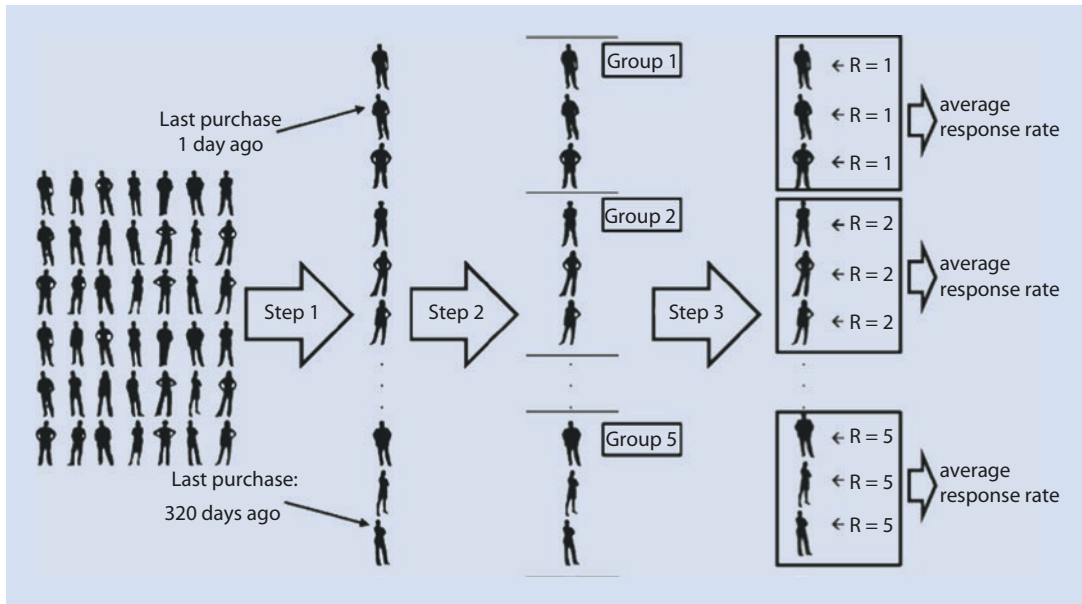 Last purchase
1 day ago
Last purchase:
320 days ago
Step 1
Step 2
Group 1
Group 2
Group 5
Step 3
← R = 1
← R = 1
← R = 1
average
response rate
← R = 2
← R = 2
← R = 2
average
response rate
← R = 5
← R = 5
← R = 5
average
response rate